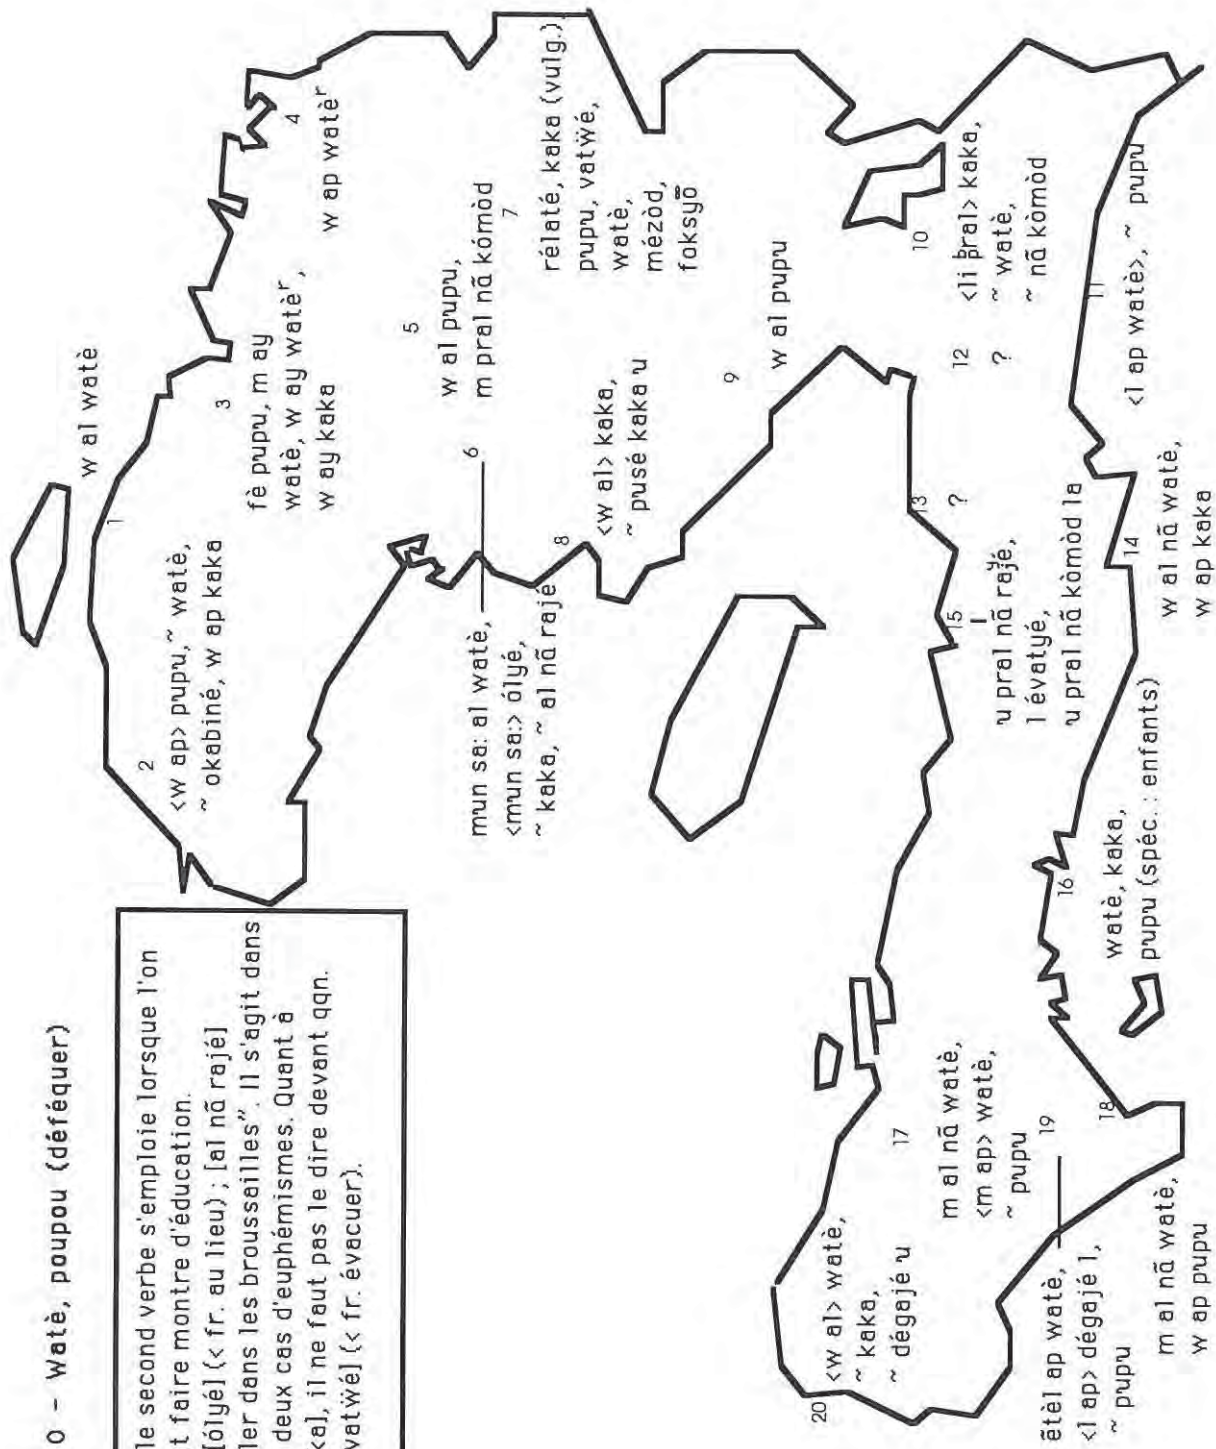 0 – Watè, poupou (déféquer)
le second verbe s'emploie lorsque l'on
t faire montre d'éducation.
[ólyé] (< fr. au lieu) ; [al nã rajé]
ler dans les broussailles". Il s'agit dans
deux cas d'euphémismes. Quant à
ka], il ne faut pas le dire devant qqn.
vatẅé] (< fr. évacuer).
1
w al watè
2
<w ap> pupu, ~ watè,
~ okabiné, w ap kaka
3
fè pupu, m ay
watè, w ay watèʳ,
w ay kaka
4
w ap watèʳ
5
w al pupu,
m pral nã kómòd
6
mun sa: al watè,
<mun sa:> ólyé,
~ kaka, ~ al nã rajé
7
rélaté, kaka (vulg.),
pupu, vatẅé,
watè,
mézòd,
foksyõ
8
<w al> kaka,
~ pusé kaka u
9
w al pupu
10
<li pral> kaka,
~ watè,
~ nã kòmòd
11
<l ap watè>, ~ pupu
12
?
13
?
14
w al nã watè,
w ap kaka
15
u pral nã rajé,
l évatyé,
u pral nã kòmòd la
16
watè, kaka,
pupu (spéc.: enfants)
17
m al nã watè,
<m ap> watè,
~ pupu
18
m al nã watè,
w ap pupu
19
ẽtèl ap watè,
<l ap> dégajé l,
~ pupu
20
<w al> watè,
~ kaka,
~ dégajé u